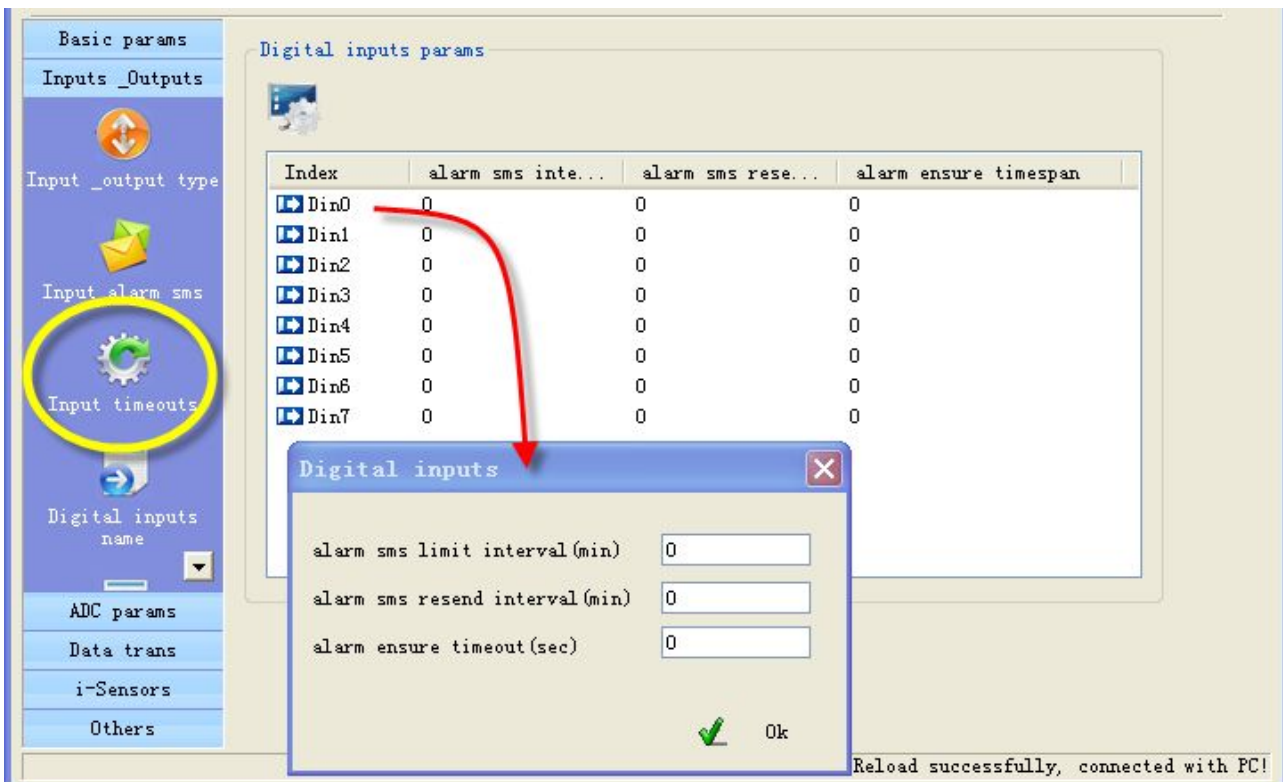 Basic params
Inputs _Outputs
Input _output type
Input alarm sms
Input timeouts
Digital inputs
name
ADC params
Data trans
i-Sensors
Others
Digital inputs params
Index alarm sms inte... alarm sms rese... alarm ensure timespan
Din0 0 0 0
Din1 0 0 0
Din2 0 0 0
Din3 0 0 0
Din4 0 0 0
Din5 0 0 0
Din6 0 0 0
Din7 0 0 0
Digital inputs
alarm sms limit interval(min) 0
alarm sms resend interval(min) 0
alarm ensure timeout(sec) 0
Ok
Reload successfully, connected with PC!